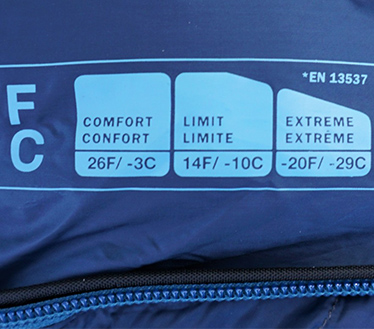 *EN 13537
F
C
COMFORT
CONFORT
26F/ -3C
LIMIT
LIMITE
14F/ -10C
EXTREME
EXTRÊME
-20F/ -29C